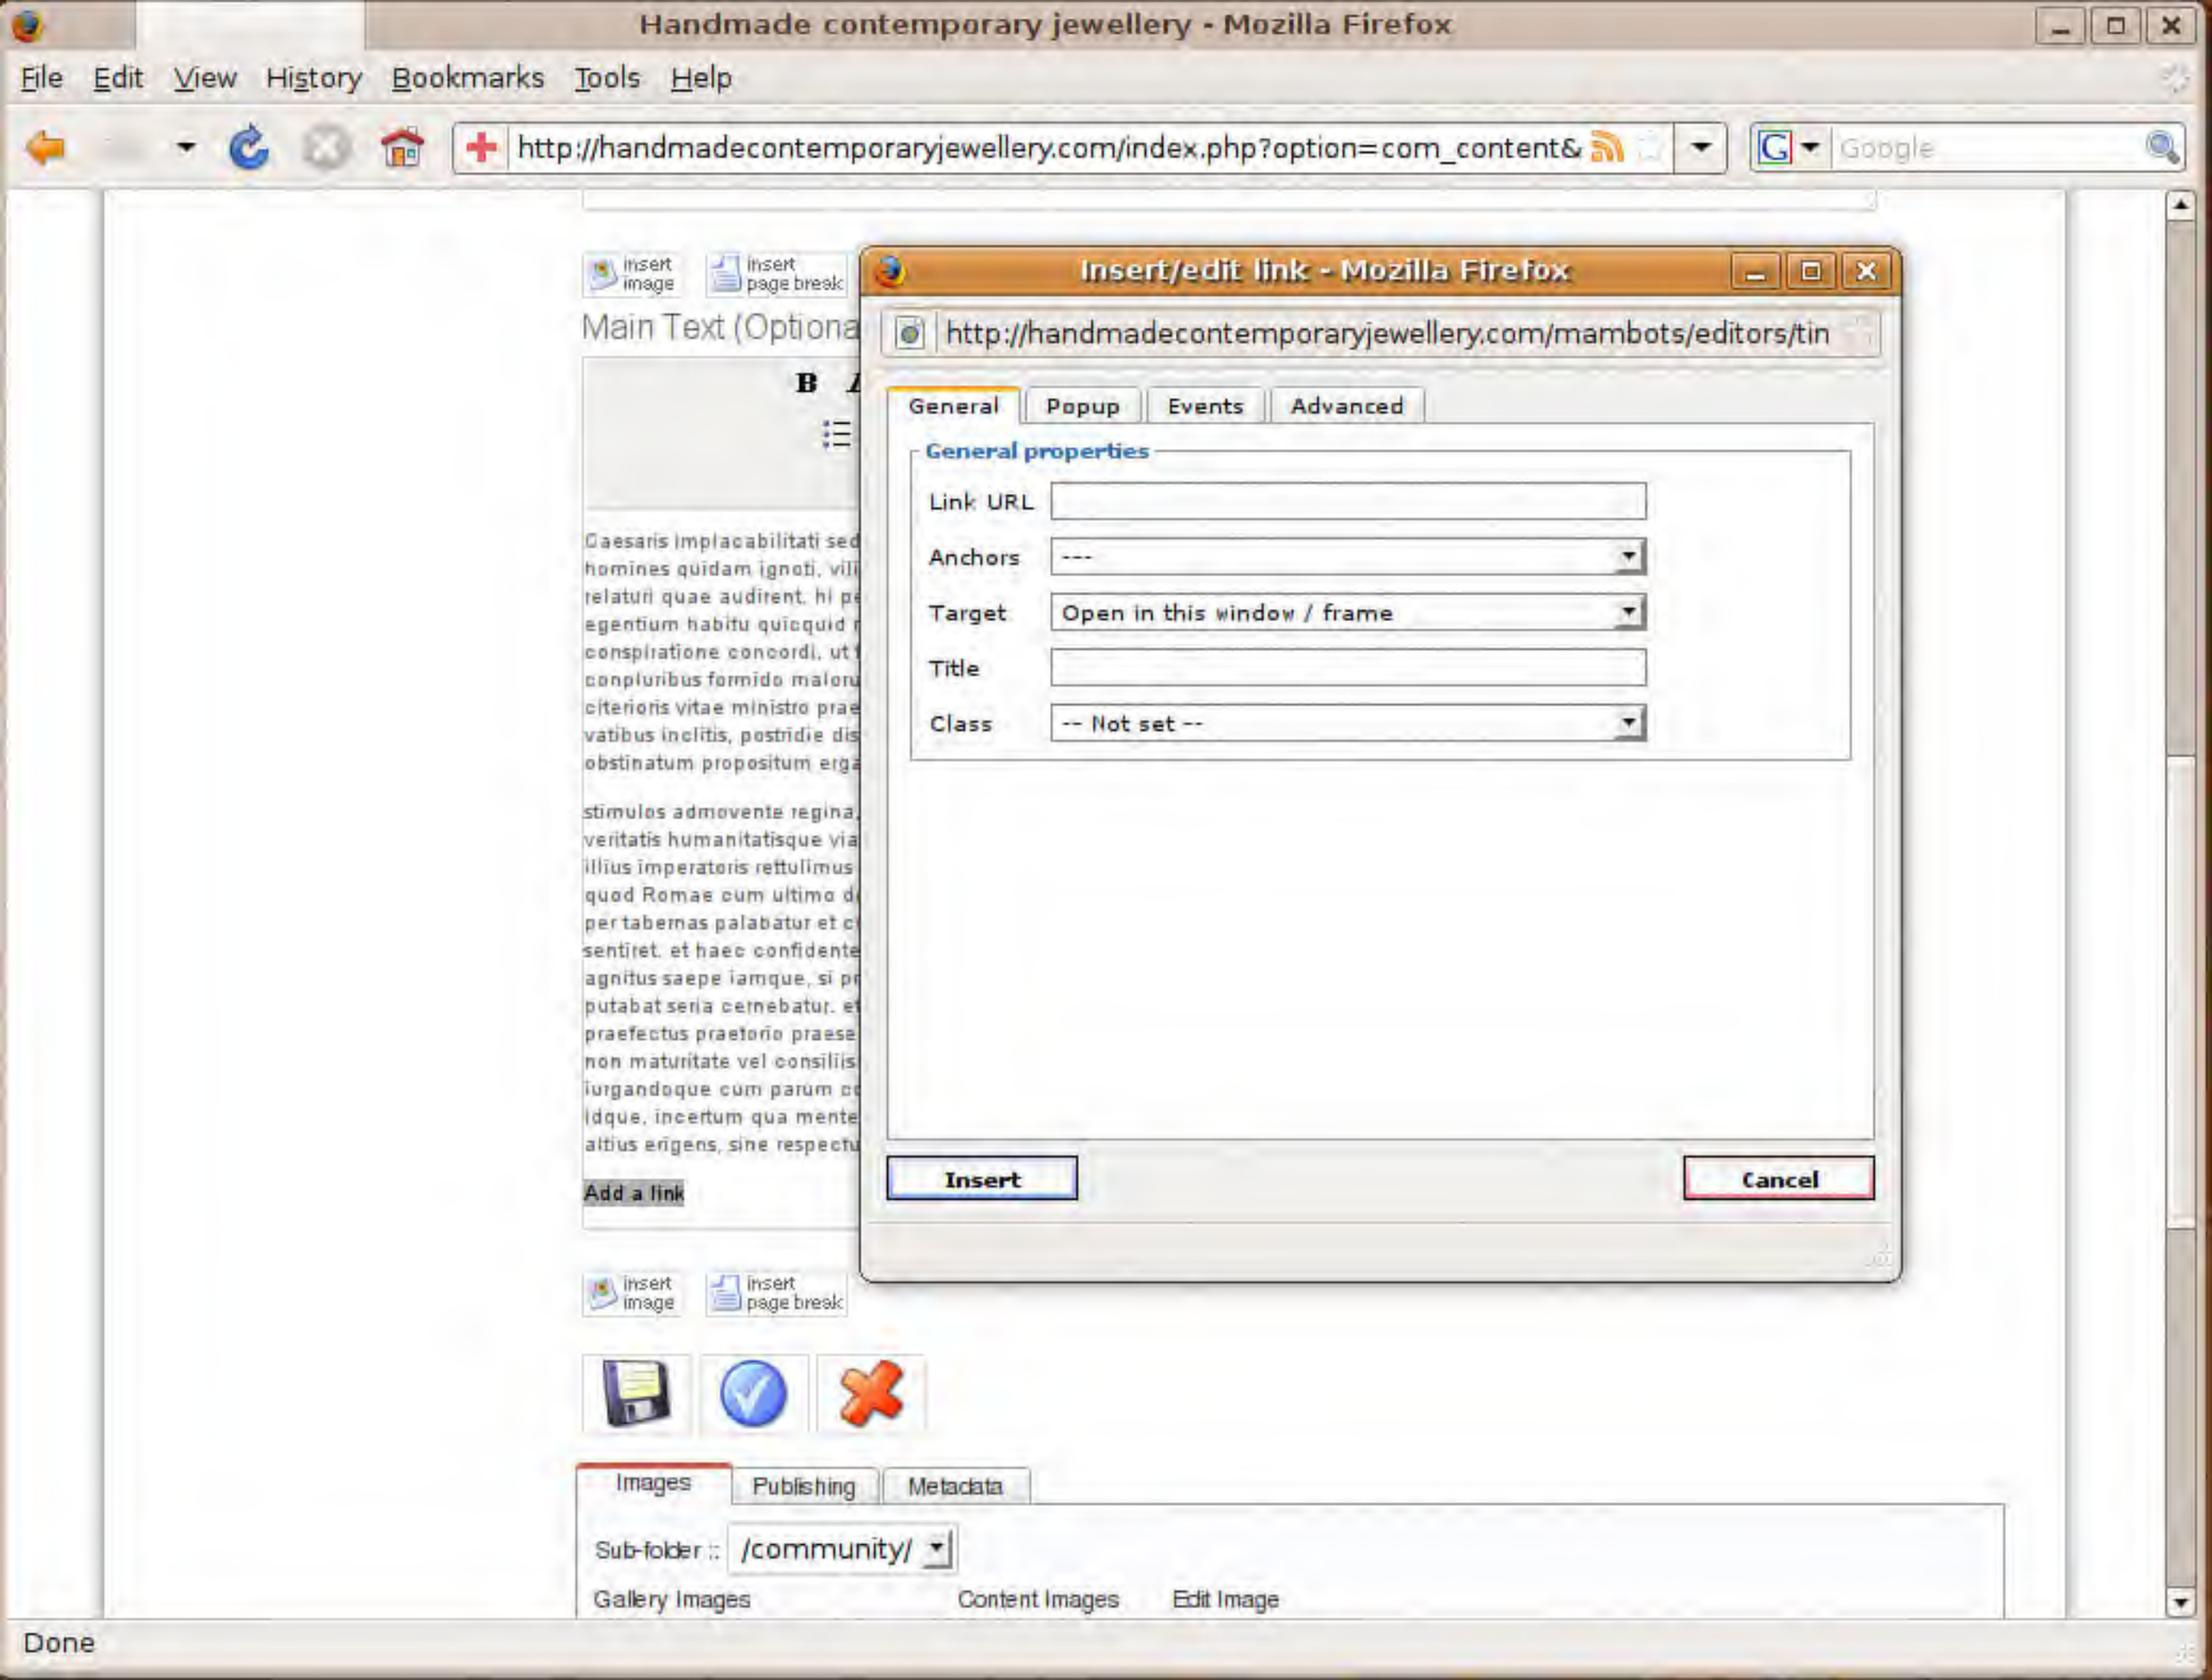 Handmade contemporary jewellery - Mozilla Firefox
File Edit View History Bookmarks Tools Help
http://handmadecontemporaryjewellery.com/index.php?option=com_content&
G Google
insert image
insert page break
Main Text (Optiona
B
Insert/edit link - Mozilla Firefox
http://handmadecontemporaryjewellery.com/mambots/editors/tin
General Popup Events Advanced
General properties
Link URL
Anchors ---
Target Open in this window / frame
Title
Class -- Not set --
Insert Cancel
Caesaris implacabilitati sed
homines quidam ignoti, vili
relaturi quae audirent. hi pe
egentium habitu quicquid
conspiratione concordi, ut
conpluribus formido maloru
citerioris vitae ministro prae
vatibus inclitis, postridie dis
obstinatum propositum erga
stimulos admovente regina,
veritatis humanitatisque via
illius imperatoris rettulimus
quod Romae cum ultimo d
per tabernas palabatur et c
sentiret. et haec confidente
agnitus saepe iamque, si pr
putabat seria cernebatur. et
praefectus praetorio praese
non maturitate vel consiliis
iurgandoque cum parum co
idque, incertum qua mente
altius erigens, sine respectu
Add a link
insert image
insert page break
Images Publishing Metadata
Sub-folder :: /community/
Gallery Images Content Images Edit Image
Done